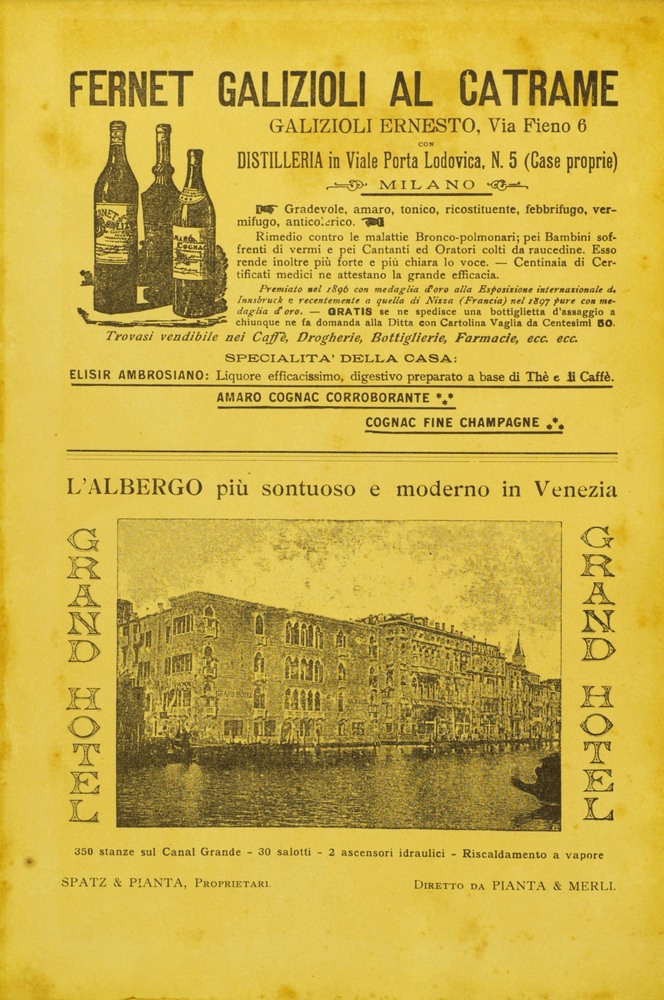 FERNET GALIZIOLI AL CATRAME
GALIZIOLI ERNESTO, Via Fieno 6
CON
DISTILLERIA in Viale Porta Lodovica, N. 5 (Case proprie)
MILANO
Gradevole, amaro, tonico, ricostituente, febbrifugo, ver-
mifugo, anticolerico.
Rimedio contro le malattie Bronco-polmonari; pei Bambini sof-
frenti di vermi e pei Cantanti ed Oratori colti da raucedine. Esso
rende inoltre più forte e più chiara lo voce. — Centinaia di Cer-
tificati medici ne attestano la grande efficacia.
Premiato nel 1896 con medaglia d'oro alla Esposizione internazionale di
Innsbruck e recentemente a quella di Nizza (Francia) nel 1897 pure con me-
daglia d'oro. — GRATIS se ne spedisce una bottiglietta d'assaggio a
chiunque ne fa domanda alla Ditta con Cartolina Vaglia da Centesimi 60.
Trovasi vendibile nei Caffè, Drogherie, Bottiglierie, Farmacie, ecc. ecc.
SPECIALITA' DELLA CASA:
ELISIR AMBROSIANO: Liquore efficacissimo, digestivo preparato a base di Thè e di Caffè.
AMARO COGNAC CORROBORANTE
COGNAC FINE CHAMPAGNE
L'ALBERGO più sontuoso e moderno in Venezia
GRAND HOTEL
GRAND HOTEL
GRAND HOTEL
350 stanze sul Canal Grande - 30 salotti - 2 ascensori idraulici - Riscaldamento a vapore
SPATZ & PIANTA, PROPRIETARI.
DIRETTO DA PIANTA & MERLI.